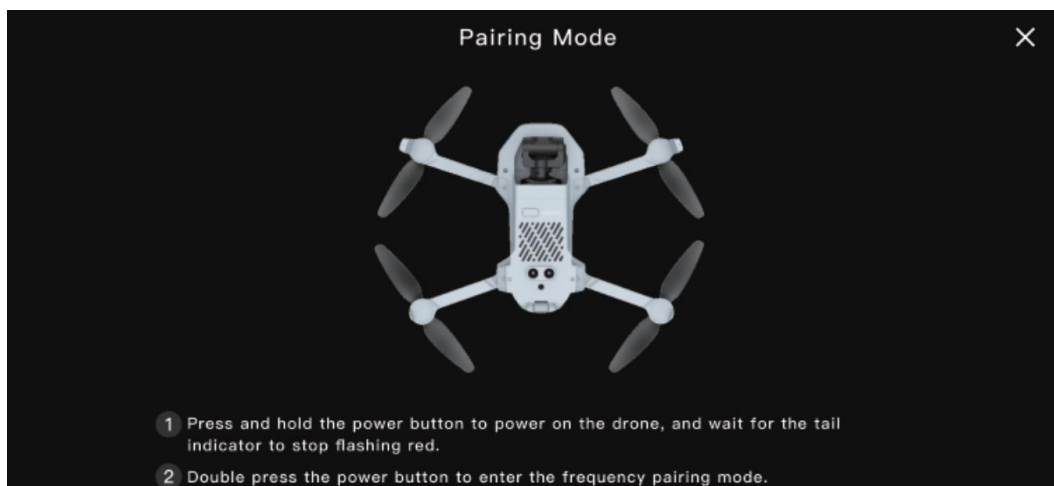 Pairing Mode
1 Press and hold the power button to power on the drone, and wait for the tail
indicator to stop flashing red.
2 Double press the power button to enter the frequency pairing mode.